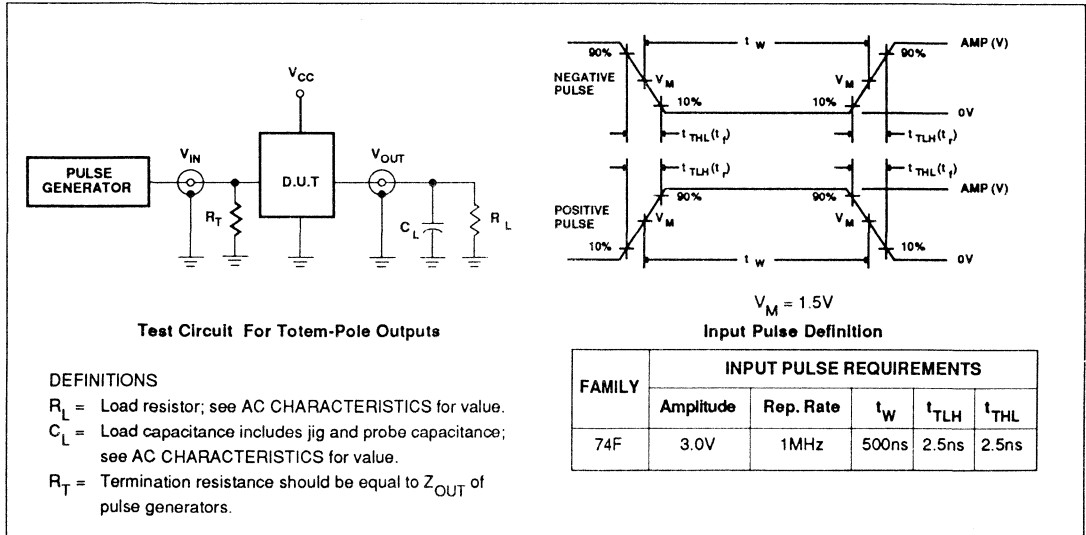 V_CC
PULSE
GENERATOR
V_IN
R_T
D.U.T
V_OUT
C_L
R_L
Test Circuit For Totem-Pole Outputs
DEFINITIONS
R_L = Load resistor; see AC CHARACTERISTICS for value.
C_L = Load capacitance includes jig and probe capacitance;
see AC CHARACTERISTICS for value.
R_T = Termination resistance should be equal to Z_OUT of
pulse generators.
t_W
AMP (V)
90%
90%
NEGATIVE
PULSE
V_M
V_M
10%
10%
0V
t_THL(t_f)
t_TLH(t_r)
t_TLH(t_r)
t_THL(t_f)
AMP (V)
90%
90%
POSITIVE
PULSE
V_M
V_M
10%
10%
t_W
0V
V_M = 1.5V
Input Pulse Definition
FAMILY
INPUT PULSE REQUIREMENTS
Amplitude Rep. Rate t_W t_TLH t_THL
74F 3.0V 1MHz 500ns 2.5ns 2.5ns